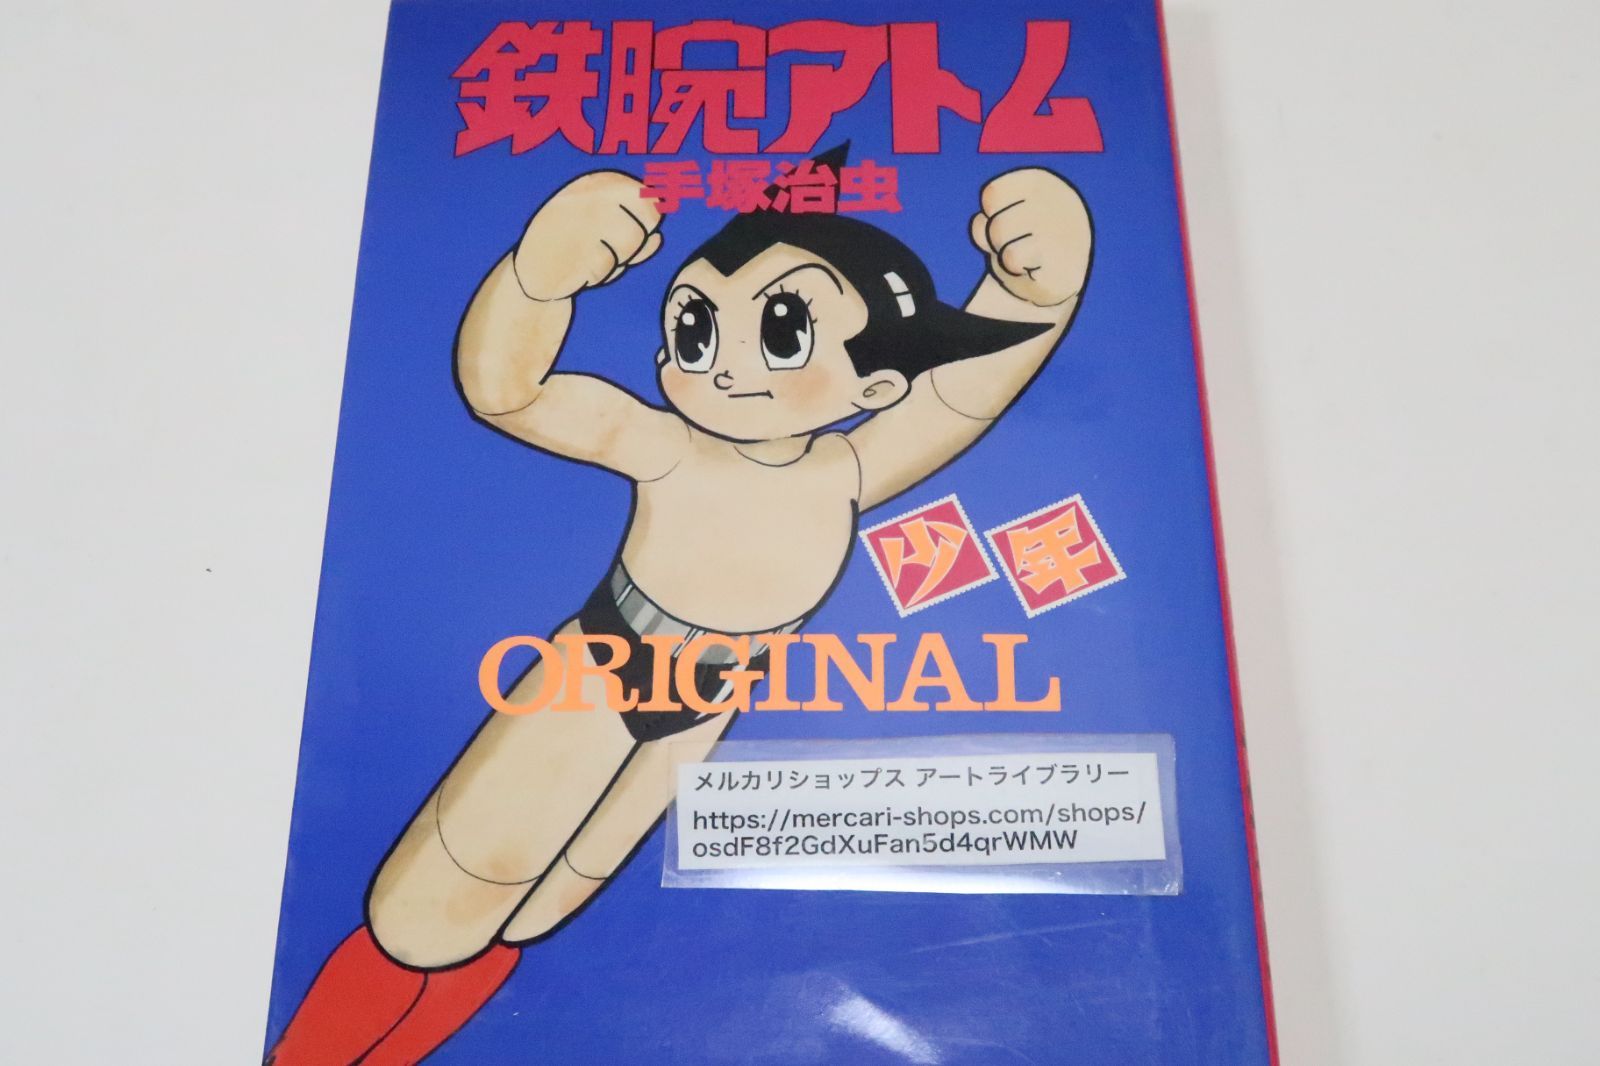 鉄腕アトム
手塚治虫
少年
ORIGINAL
メルカリショップス アートライブラリー
https://mercari-shops.com/shops/
osdF8f2GdXuFan5d4qrWMW